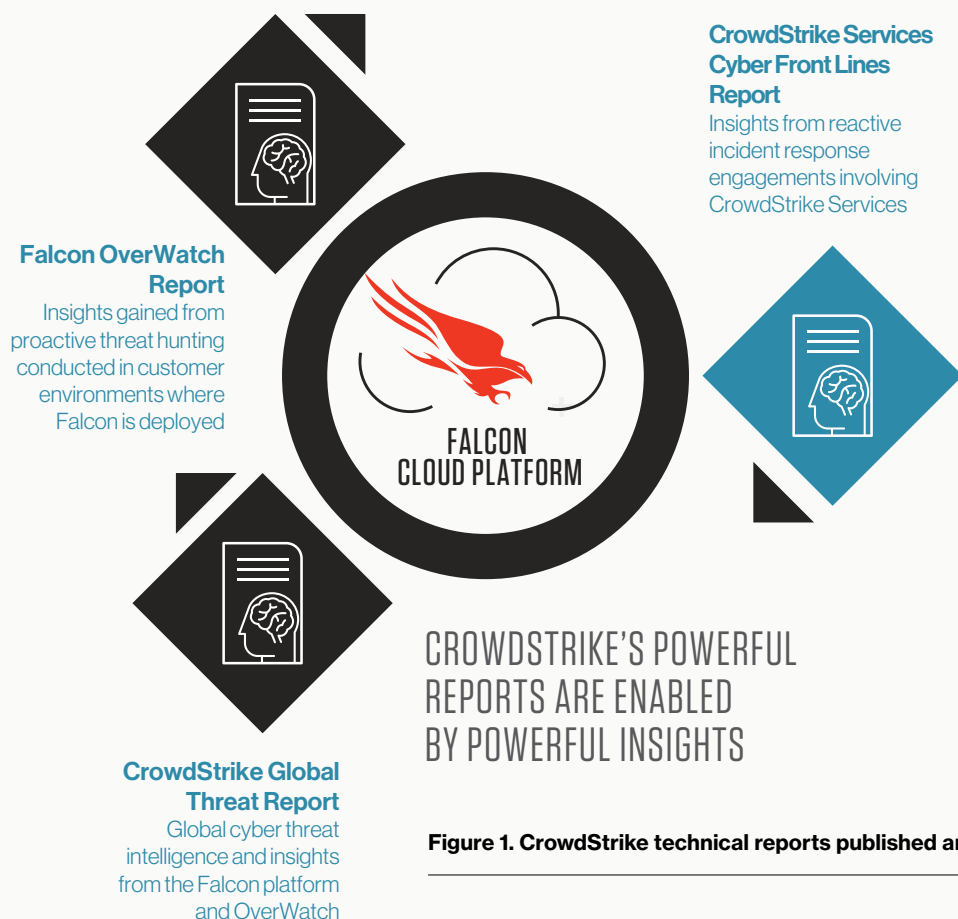 CrowdStrike Services
Cyber Front Lines
Report
Insights from reactive
incident response
engagements involving
CrowdStrike Services
Falcon OverWatch
Report
Insights gained from
proactive threat hunting
conducted in customer
environments where
Falcon is deployed
FALCON
CLOUD PLATFORM
CROWDSTRIKE’S POWERFUL
REPORTS ARE ENABLED
BY POWERFUL INSIGHTS
CrowdStrike Global
Threat Report
Global cyber threat
intelligence and insights
from the Falcon platform
and OverWatch
Figure 1. CrowdStrike technical reports published